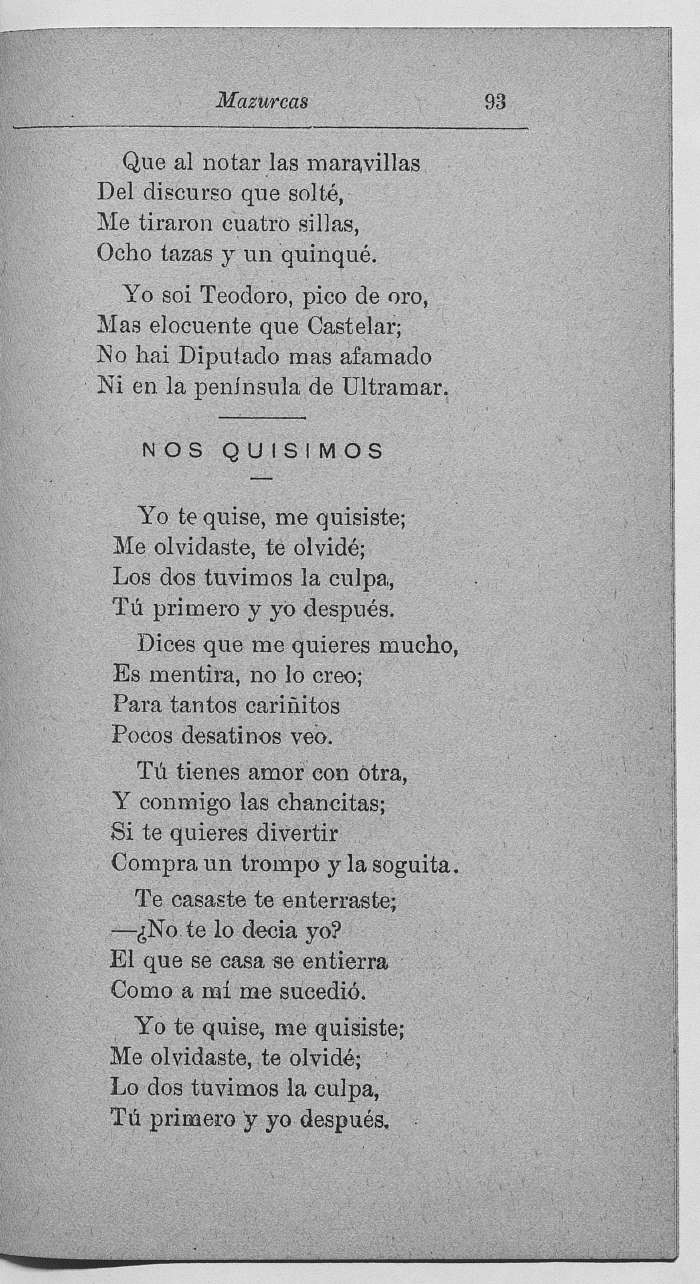 Mazurcas 93
Que al notar las maravillas
Del discurso que solté,
Me tiraron cuatro sillas,
Ocho tazas y un quinqué.
Yo soi Teodoro, pico de oro,
Mas elocuente que Castelar;
No hai Diputado mas afamado
Ni en la península de Ultramar.
NOS QUISIMOS
Yo te quise, me quisiste;
Me olvidaste, te olvidé;
Los dos tuvimos la culpa,
Tú primero y yo después.
Dices que me quieres mucho,
Es mentira, no lo creo;
Para tantos cariñitos
Pocos desatinos veo.
Tú tienes amor con otra,
Y conmigo las chancitas;
Si te quieres divertir
Compra un trompo y la soguita.
Te casaste te enterraste;
—¿No te lo decia yo?
El que se casa se entierra
Como a mí me sucedió.
Yo te quise, me quisiste;
Me olvidaste, te olvidé;
Lo dos tuvimos la culpa,
Tú primero y yo después.